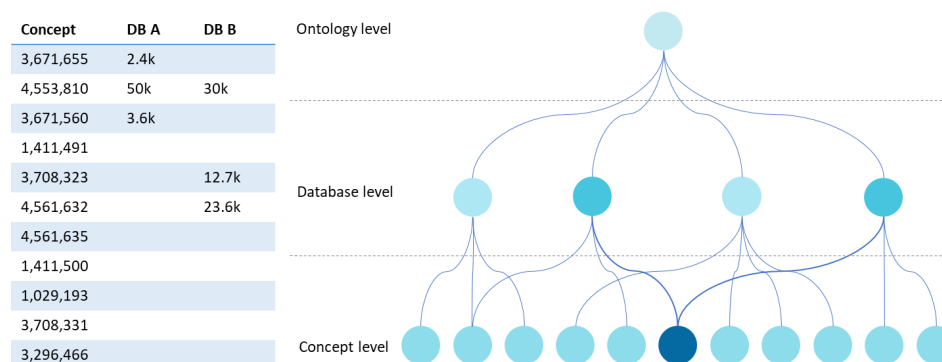 Concept DB A DB B
3,671,655 2.4k
4,553,810 50k 30k
3,671,560 3.6k
1,411,491
3,708,323 12.7k
4,561,632 23.6k
4,561,635
1,411,500
1,029,193
3,708,331
3,296,466
Ontology level
Database level
Concept level